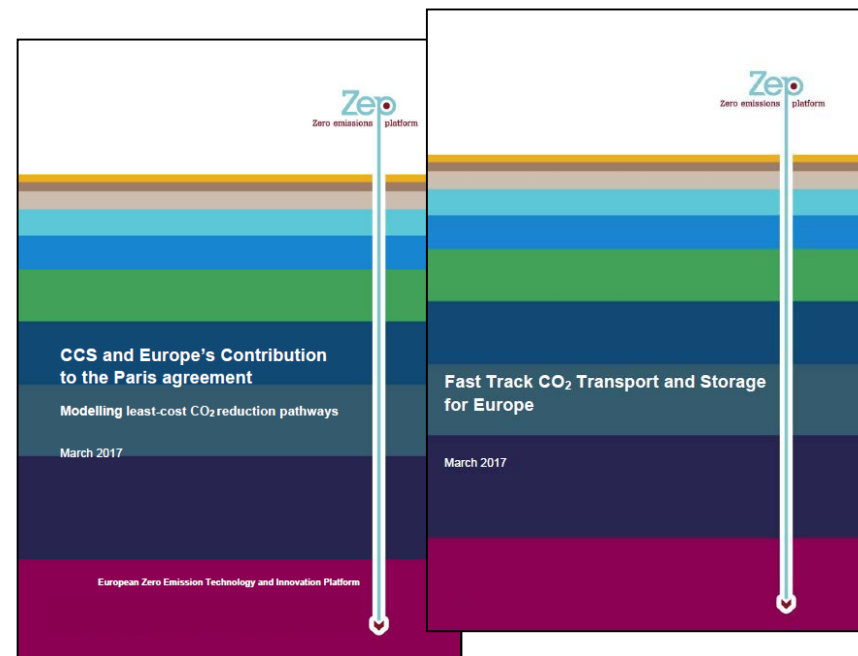 Zep
Zero emissions platform
CCS and Europe's Contribution
to the Paris agreement
Modelling least-cost CO₂ reduction pathways
March 2017
European Zero Emission Technology and Innovation Platform
Zep
Zero emissions platform
Fast Track CO₂ Transport and Storage
for Europe
March 2017